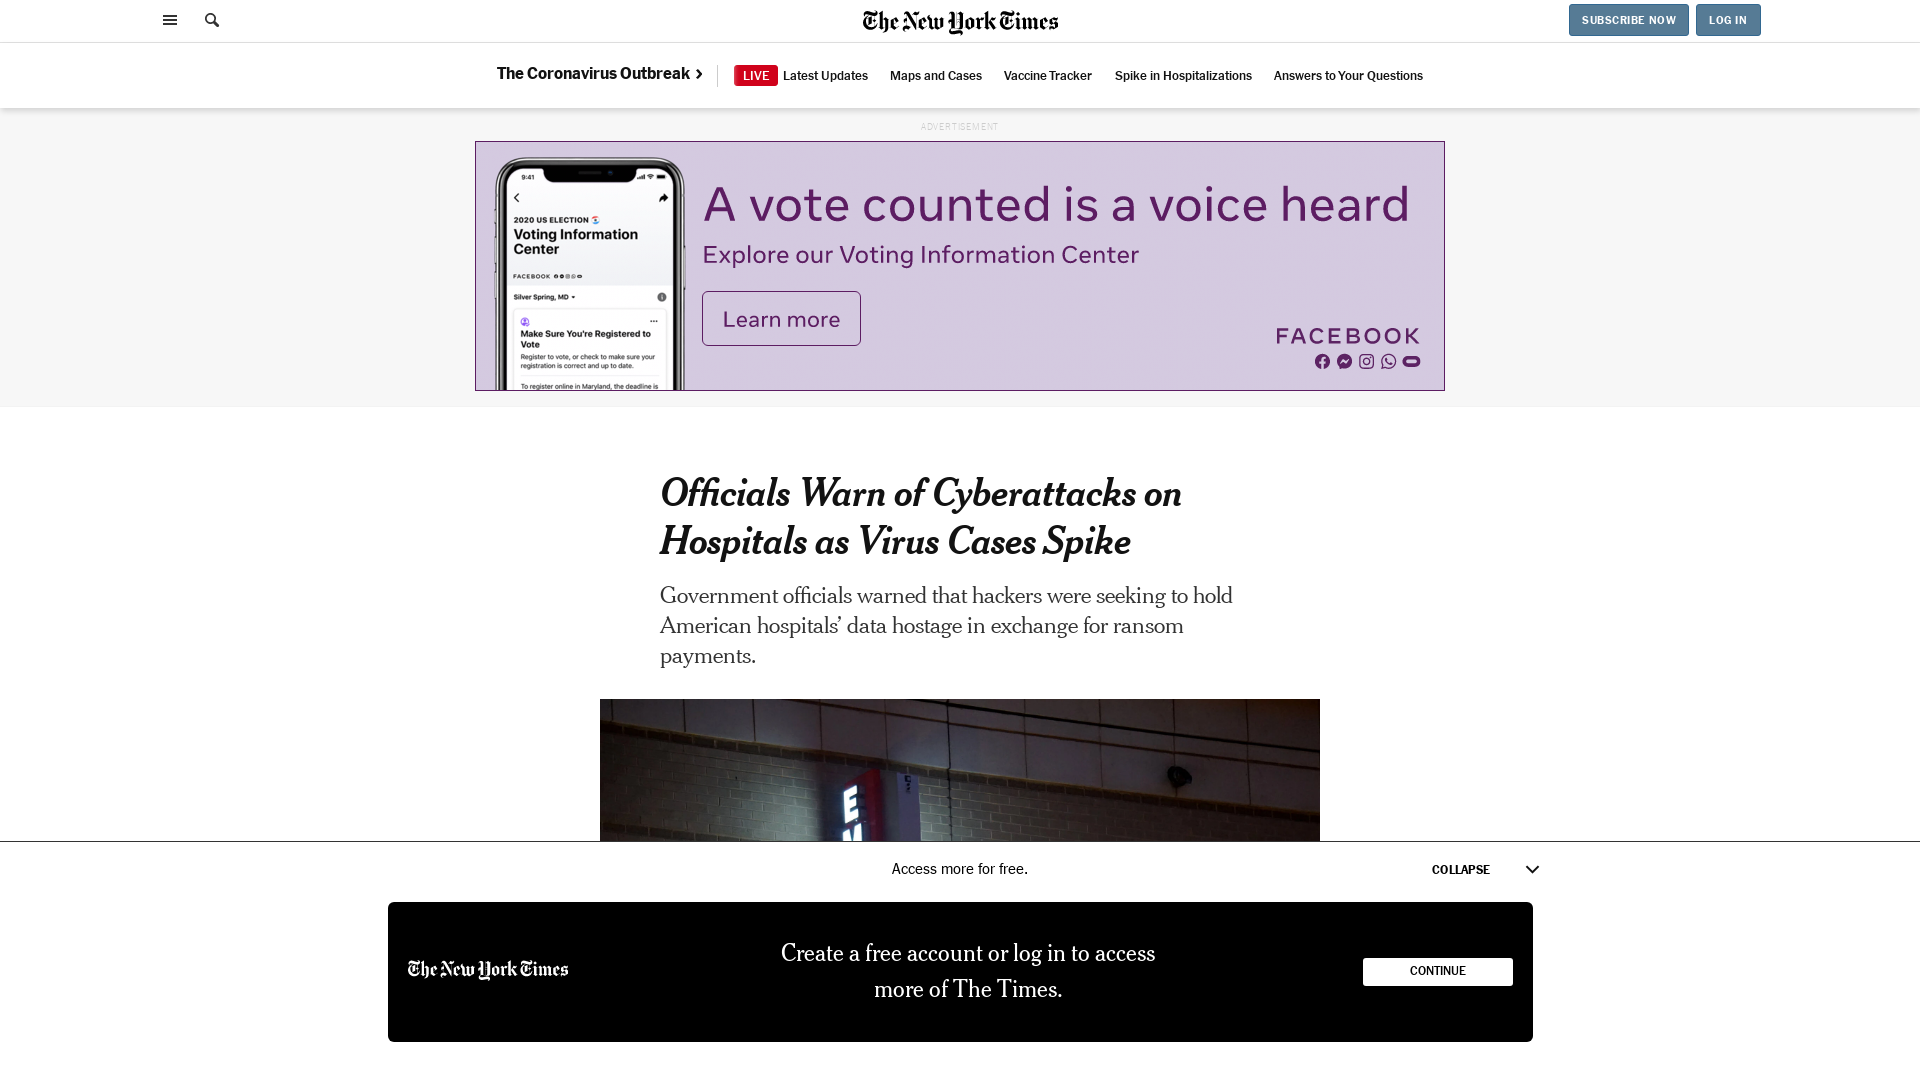 The New York Times
SUBSCRIBE NOW
LOG IN
The Coronavirus Outbreak
LIVE Latest Updates
Maps and Cases
Vaccine Tracker
Spike in Hospitalizations
Answers to Your Questions
ADVERTISEMENT
9:41
2020 US ELECTION
Voting Information
Center
FACEBOOK
Silver Spring, MD
Make Sure You're Registered to
Vote
Register to vote, or check to make sure your
registration is correct and up to date.
To register online in Maryland, the deadline is
A vote counted is a voice heard
Explore our Voting Information Center
Learn more
FACEBOOK
Officials Warn of Cyberattacks on
Hospitals as Virus Cases Spike
Government officials warned that hackers were seeking to hold
American hospitals’ data hostage in exchange for ransom
payments.
E
M
Access more for free.
COLLAPSE
The New York Times
Create a free account or log in to access
more of The Times.
CONTINUE